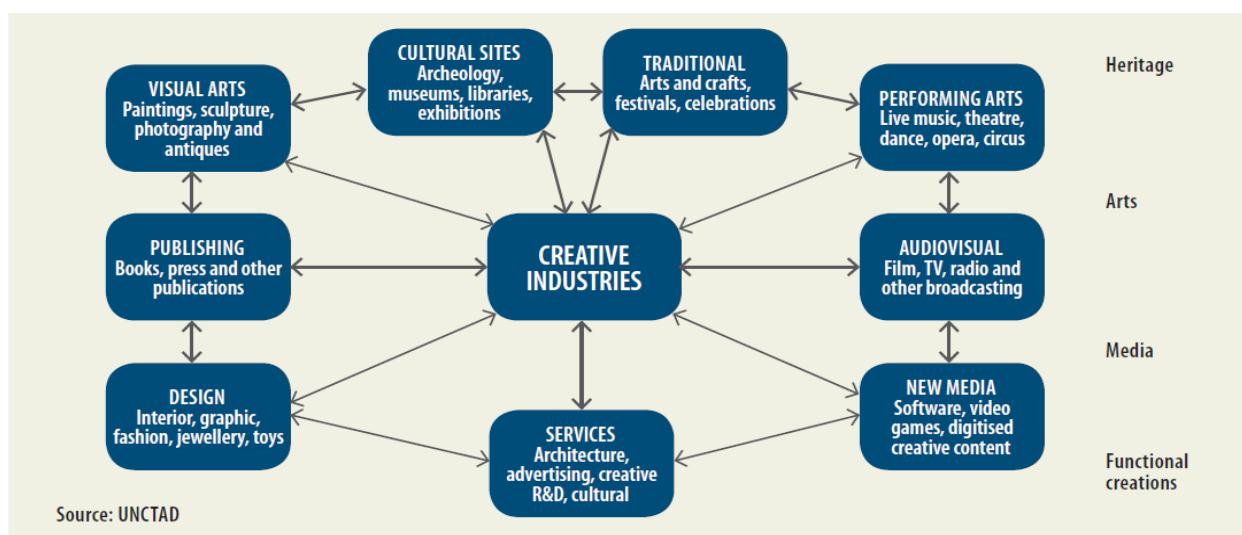 CULTURAL SITES
Archeology,
museums, libraries,
exhibitions
TRADITIONAL
Arts and crafts,
festivals, celebrations
Heritage
VISUAL ARTS
Paintings, sculpture,
photography and
antiques
PERFORMING ARTS
Live music, theatre,
dance, opera, circus
Arts
PUBLISHING
Books, press and other
publications
CREATIVE
INDUSTRIES
AUDIOVISUAL
Film, TV, radio and
other broadcasting
Media
DESIGN
Interior, graphic,
fashion, jewellery, toys
SERVICES
Architecture,
advertising, creative
R&D, cultural
NEW MEDIA
Software, video
games, digitised
creative content
Functional
creations
Source: UNCTAD